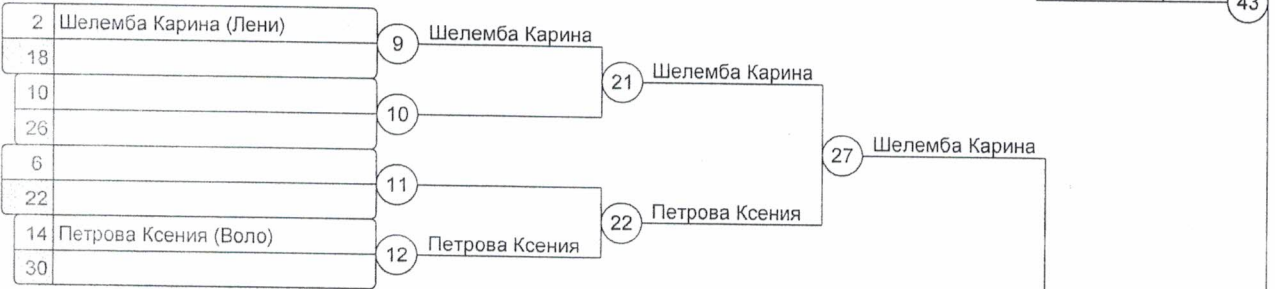 43
2 Шелемба Карина (Лени)
18
9 Шелемба Карина
10
26
10
21 Шелемба Карина
6
22
11
14 Петрова Ксения (Воло)
30
12 Петрова Ксения
22 Петрова Ксения
27 Шелемба Карина